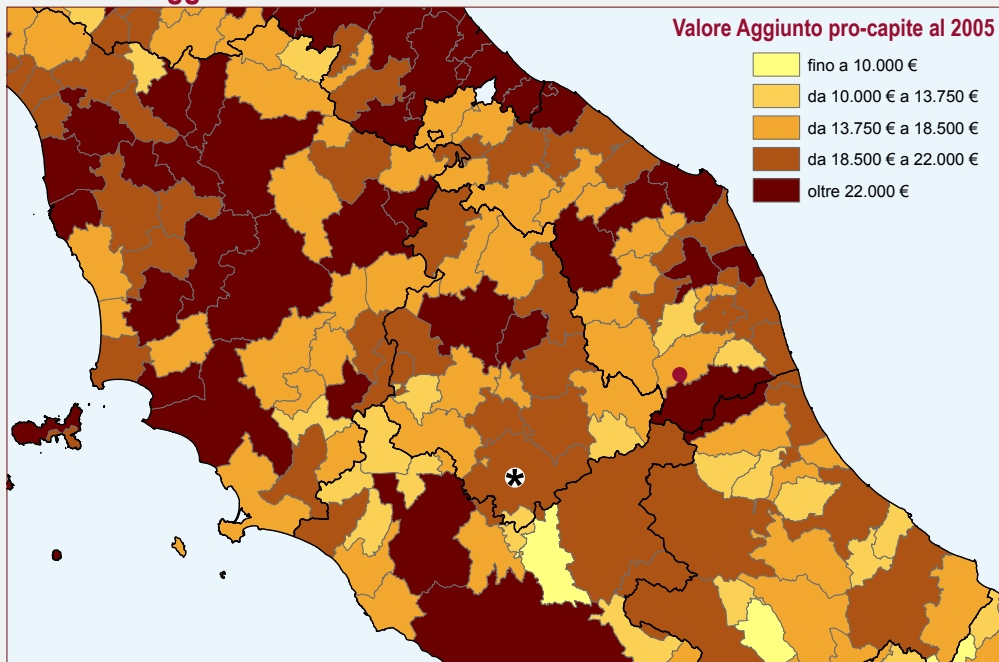 Valore Aggiunto pro-capite al 2005
fino a 10.000 €
da 10.000 € a 13.750 €
da 13.750 € a 18.500 €
da 18.500 € a 22.000 €
oltre 22.000 €